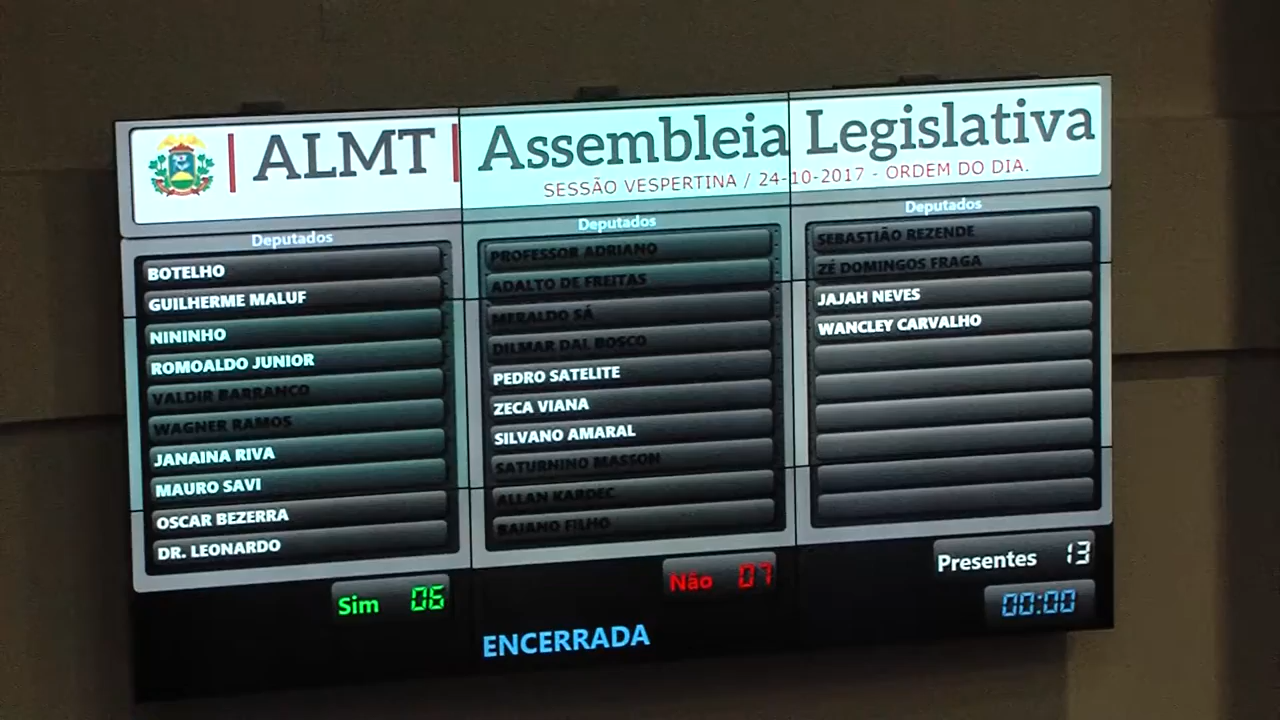 ALMT Assembleia Legislativa
SESSÃO VESPERTINA / 24-10-2017 - ORDEM DO DIA.
Deputados
BOTELHO
GUILHERME MALUF
NININHO
ROMOALDO JUNIOR
VALDIR BARRANCO
WAGNER RAMOS
JANAINA RIVA
MAURO SAVI
OSCAR BEZERRA
DR. LEONARDO
Deputados
PROFESSOR ADRIANO
ADALTO DE FREITAS
MERALDO SÁ
DILMAR DAL BOSCO
PEDRO SATELITE
ZECA VIANA
SILVANO AMARAL
SATURNINO MASSON
ALLAN KARDEC
BAIANO FILHO
Deputados
SEBASTIÃO REZENDE
ZÉ DOMINGOS FRAGA
JAJAH NEVES
WANCLEY CARVALHO
Sim 06
Não 07
Presentes 13
00:00
ENCERRADA